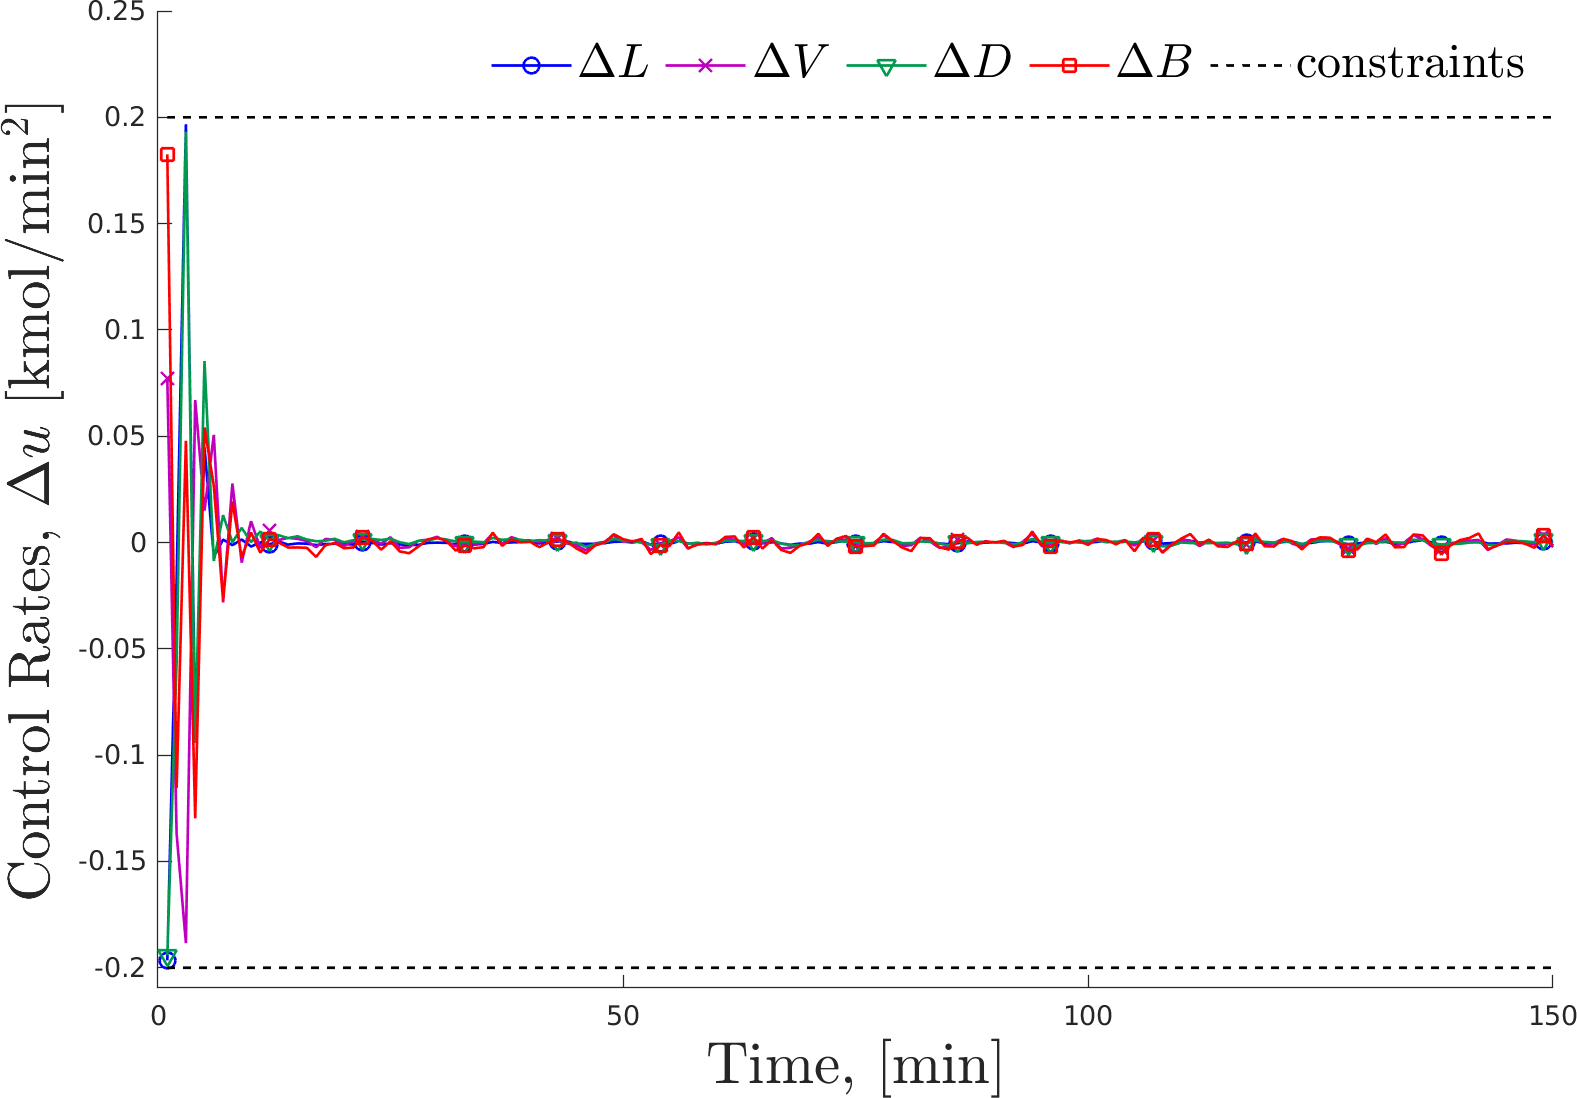 0.25
ΔL ΔV ΔD ΔB constraints
0.2
0.15
0.1
0.05
0
-0.05
-0.1
-0.15
-0.2
Control Rates, Δu [kmol/min²]
0 50 100 150
Time, [min]